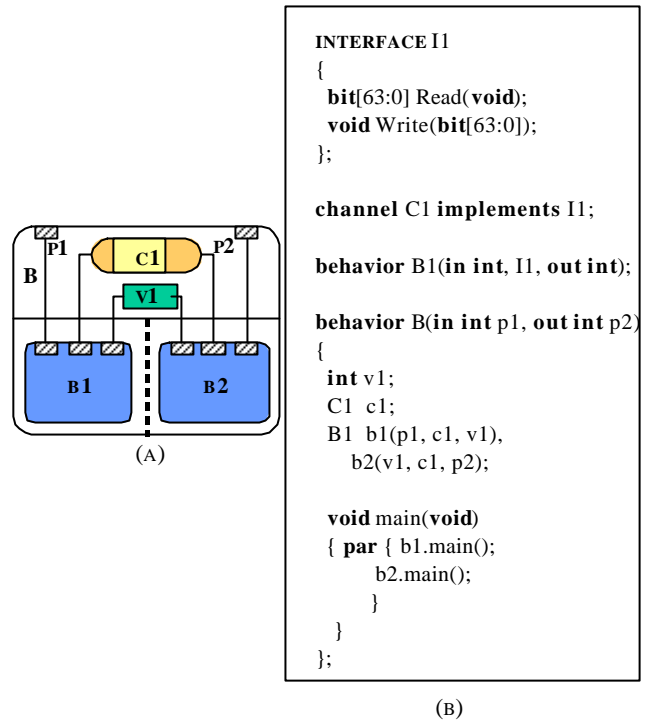 P1
P2
B
C1
V1
B1
B2
(A)
INTERFACE I1
{
bit[63:0] Read(void);
void Write(bit[63:0]);
};
channel C1 implements I1;
behavior B1(in int, I1, out int);
behavior B(in int p1, out int p2)
{
int v1;
C1 c1;
B1 b1(p1, c1, v1),
b2(v1, c1, p2);
void main(void)
{ par { b1.main();
b2.main();
}
}
};
(B)